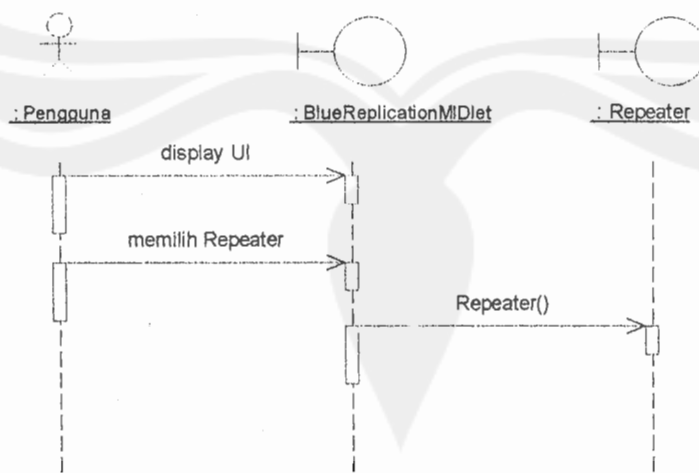 : Pengguna
: BlueReplicationMIDlet
: Repeater
display UI
memilih Repeater
Repeater()